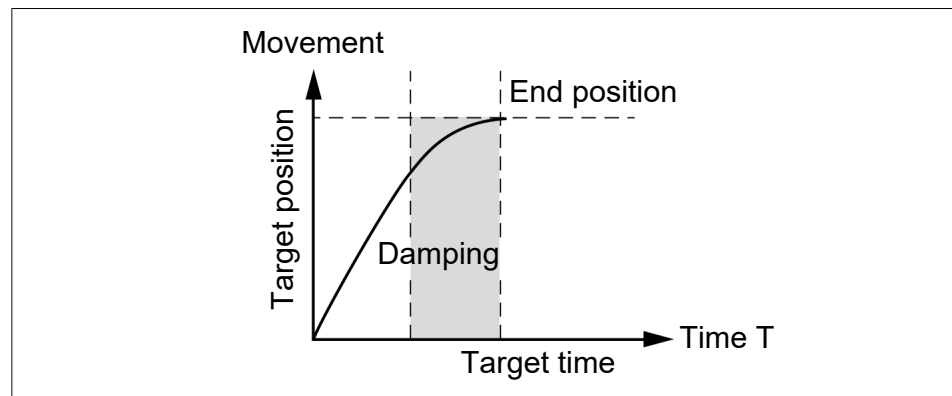 Movement
End position
Target position
Damping
Time T
Target time